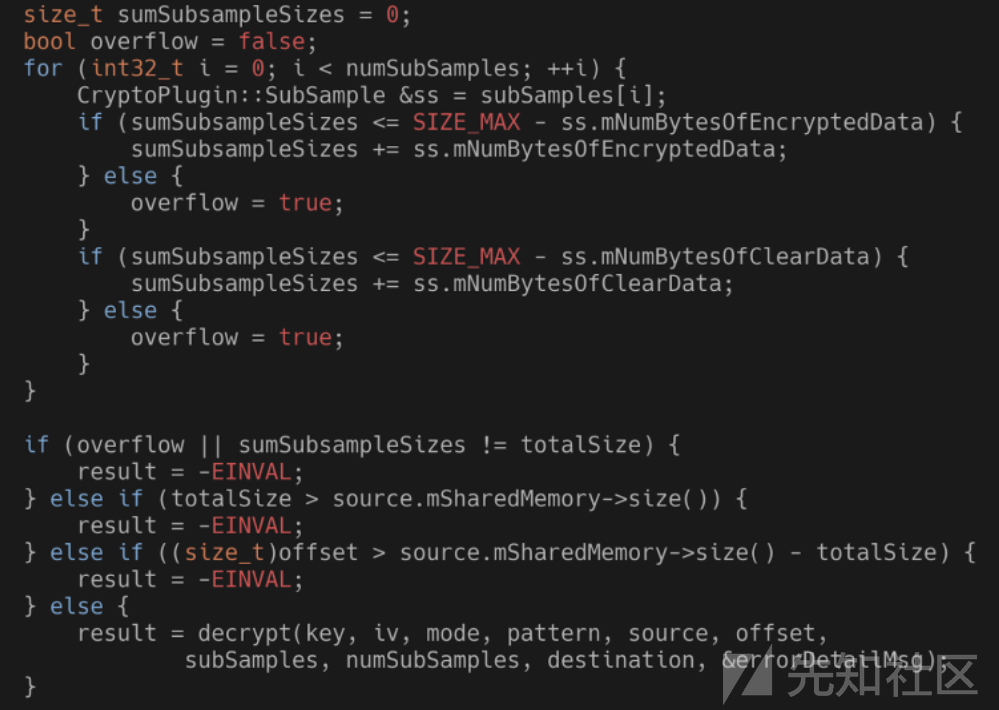 size_t sumSubsampleSizes = 0;
bool overflow = false;
for (int32_t i = 0; i < numSubSamples; ++i) {
    CryptoPlugin::SubSample &ss = subSamples[i];
    if (sumSubsampleSizes <= SIZE_MAX - ss.mNumBytesOfEncryptedData) {
        sumSubsampleSizes += ss.mNumBytesOfEncryptedData;
    } else {
        overflow = true;
    }
    if (sumSubsampleSizes <= SIZE_MAX - ss.mNumBytesOfClearData) {
        sumSubsampleSizes += ss.mNumBytesOfClearData;
    } else {
        overflow = true;
    }
}
if (overflow || sumSubsampleSizes != totalSize) {
    result = -EINVAL;
} else if (totalSize > source.mSharedMemory->size()) {
    result = -EINVAL;
} else if ((size_t)offset > source.mSharedMemory->size() - totalSize) {
    result = -EINVAL;
} else {
    result = decrypt(key, iv, mode, pattern, source, offset,
            subSamples, numSubSamples, destination, &errorDetailMsg);
}
先知社区